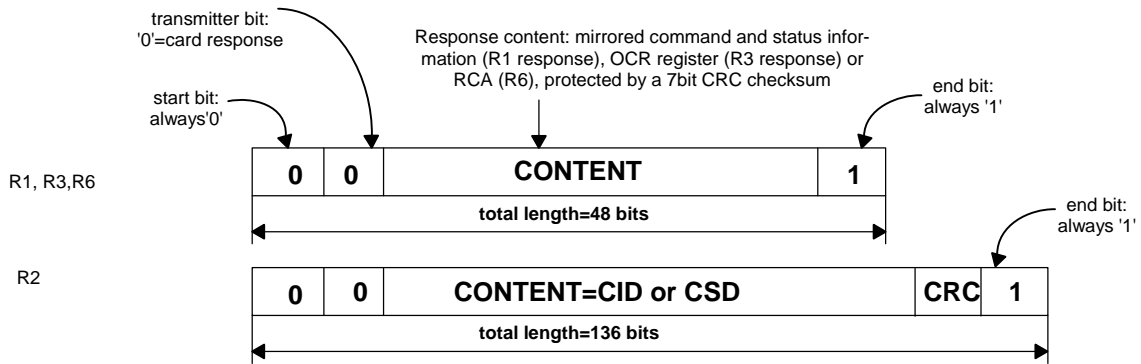 transmitter bit:
'0'=card response
Response content: mirrored command and status infor-
mation (R1 response), OCR register (R3 response) or
RCA (R6), protected by a 7bit CRC checksum
start bit:
always'0'
end bit:
always '1'
R1, R3,R6
0 0 CONTENT 1
total length=48 bits
end bit:
always '1'
R2
0 0 CONTENT=CID or CSD CRC 1
total length=136 bits